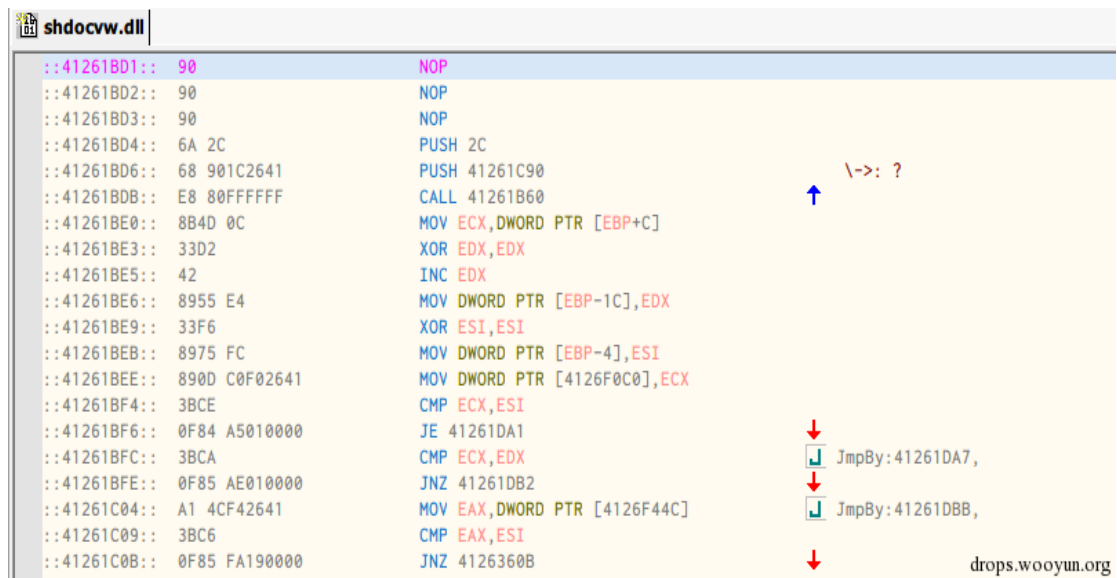 shdocvw.dll
::41261BD1:: 90 NOP
::41261BD2:: 90 NOP
::41261BD3:: 90 NOP
::41261BD4:: 6A 2C PUSH 2C
::41261BD6:: 68 901C2641 PUSH 41261C90 \->: ?
::41261BDB:: E8 80FFFFFF CALL 41261B60
::41261BE0:: 8B4D 0C MOV ECX,DWORD PTR [EBP+C]
::41261BE3:: 33D2 XOR EDX,EDX
::41261BE5:: 42 INC EDX
::41261BE6:: 8955 E4 MOV DWORD PTR [EBP-1C],EDX
::41261BE9:: 33F6 XOR ESI,ESI
::41261BEB:: 8975 FC MOV DWORD PTR [EBP-4],ESI
::41261BEE:: 890D C0F02641 MOV DWORD PTR [4126F0C0],ECX
::41261BF4:: 3BCE CMP ECX,ESI
::41261BF6:: 0F84 A5010000 JE 41261DA1
::41261BFC:: 3BCA CMP ECX,EDX JmpBy:41261DA7,
::41261BFE:: 0F85 AE010000 JNZ 41261DB2
::41261C04:: A1 4CF42641 MOV EAX,DWORD PTR [4126F44C] JmpBy:41261DBB,
::41261C09:: 3BC6 CMP EAX,ESI
::41261C0B:: 0F85 FA190000 JNZ 4126360B
drops.wooyun.org